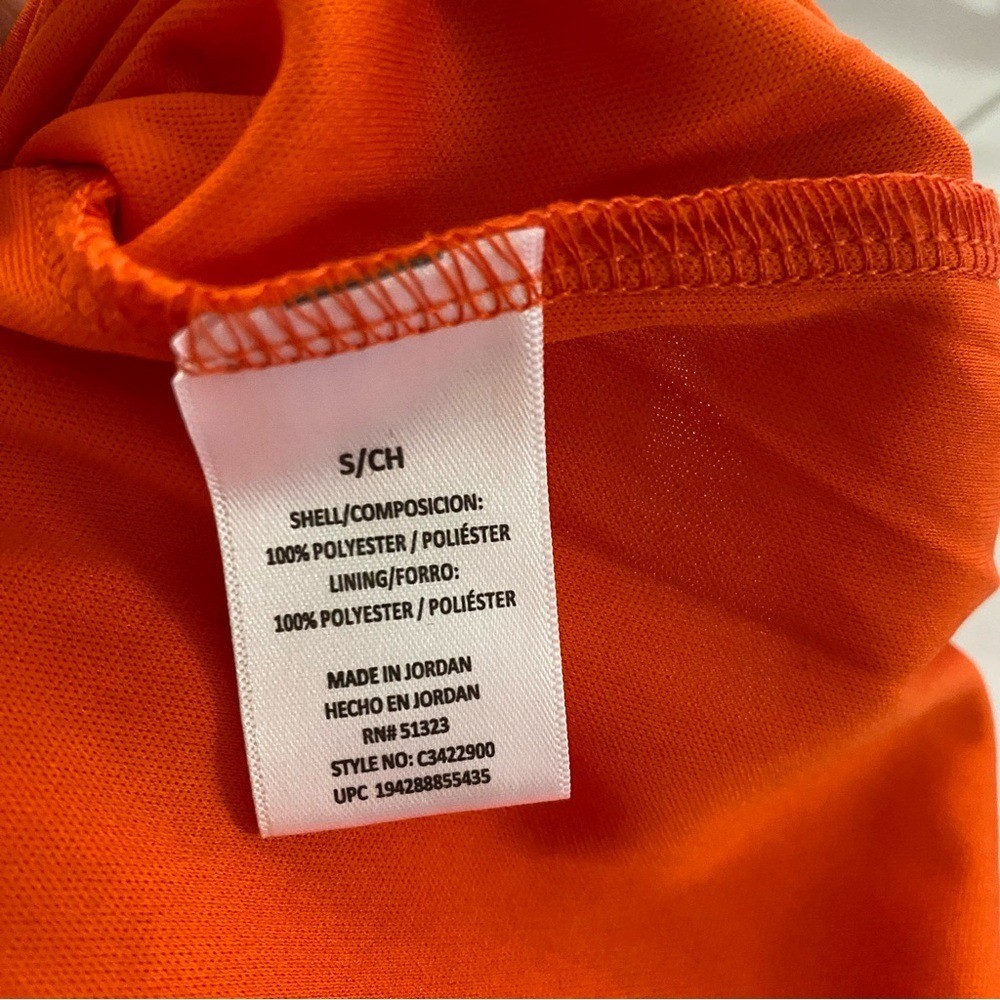 S/CH
SHELL/COMPOSICION:
100% POLYESTER / POLIÉSTER
LINING/FORRO:
100% POLYESTER / POLIÉSTER
MADE IN JORDAN
HECHO EN JORDAN
RN# 51323
STYLE NO: C3422900
UPC 194288855435